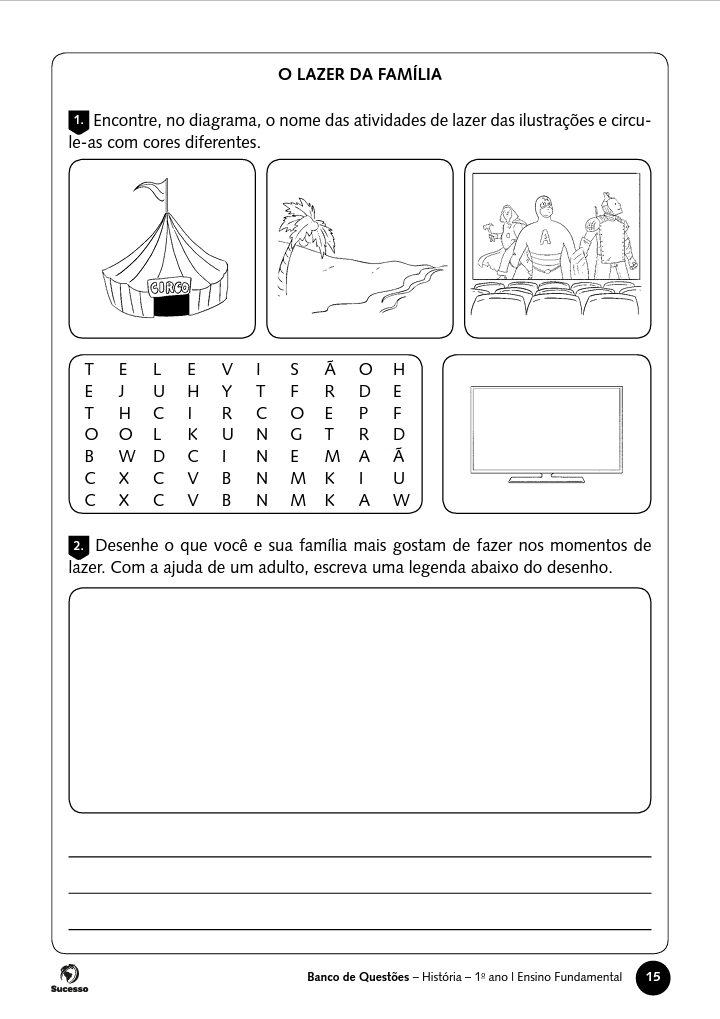 O LAZER DA FAMÍLIA
1. Encontre, no diagrama, o nome das atividades de lazer das ilustrações e circu-
le-as com cores diferentes.
CIRCO
A
T E L E V I S Ã O H
E J U H Y T F R D E
T H C I R C O E P F
O O L K U N G T R D
B W D C I N E M A Ã
C X C V B N M K I U
C X C V B N M K A W
2. Desenhe o que você e sua família mais gostam de fazer nos momentos de
lazer. Com a ajuda de um adulto, escreva uma legenda abaixo do desenho.
Sucesso
Banco de Questões – História – 1º ano I Ensino Fundamental 15